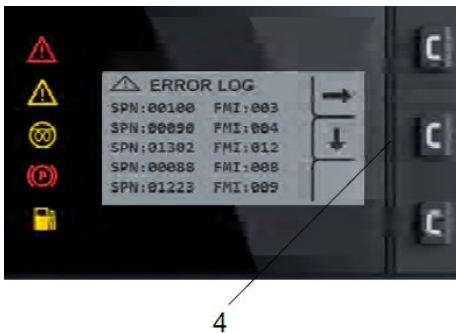 ERROR LOG
SPN:00100 FMI:003
SPN:00090 FMI:004
SPN:01302 FMI:012
SPN:00088 FMI:008
SPN:01223 FMI:009
(P)
4